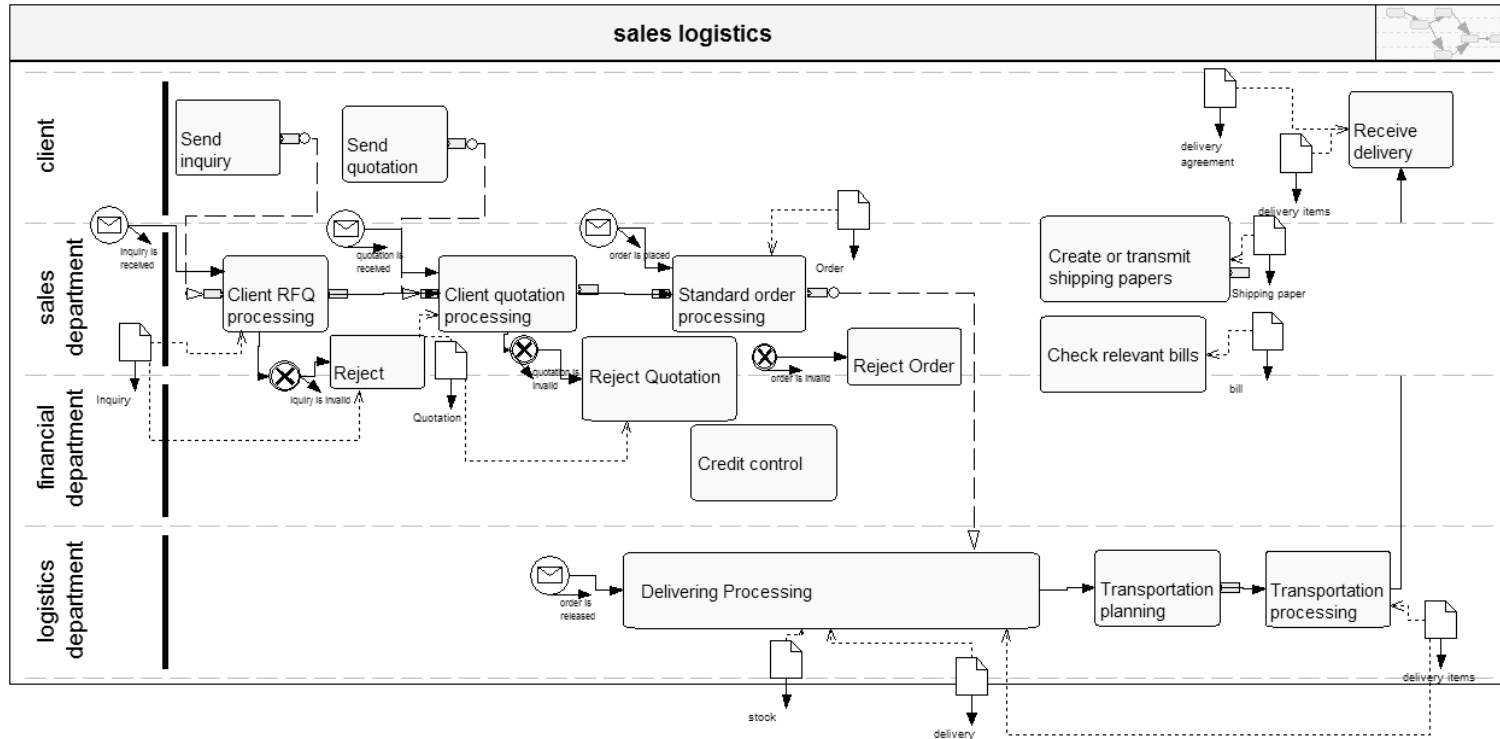 sales logistics
client
Send
inquiry
Send
quotation
delivery
agreement
delivery items
Receive
delivery
sales
department
inquiry is
received
quotation is
received
order is placed
Order
Client RFQ
processing
Client quotation
processing
Standard order
processing
Create or transmit
shipping papers
Shipping paper
Inquiry
Reject
iquiry is invalid
Quotation
quotation is
invalid
Reject Quotation
order is invalid
Reject Order
Check relevant bills
bill
financial
department
Credit control
logistics
department
order is
released
Delivering Processing
Transportation
planning
Transportation
processing
delivery items
stock
delivery